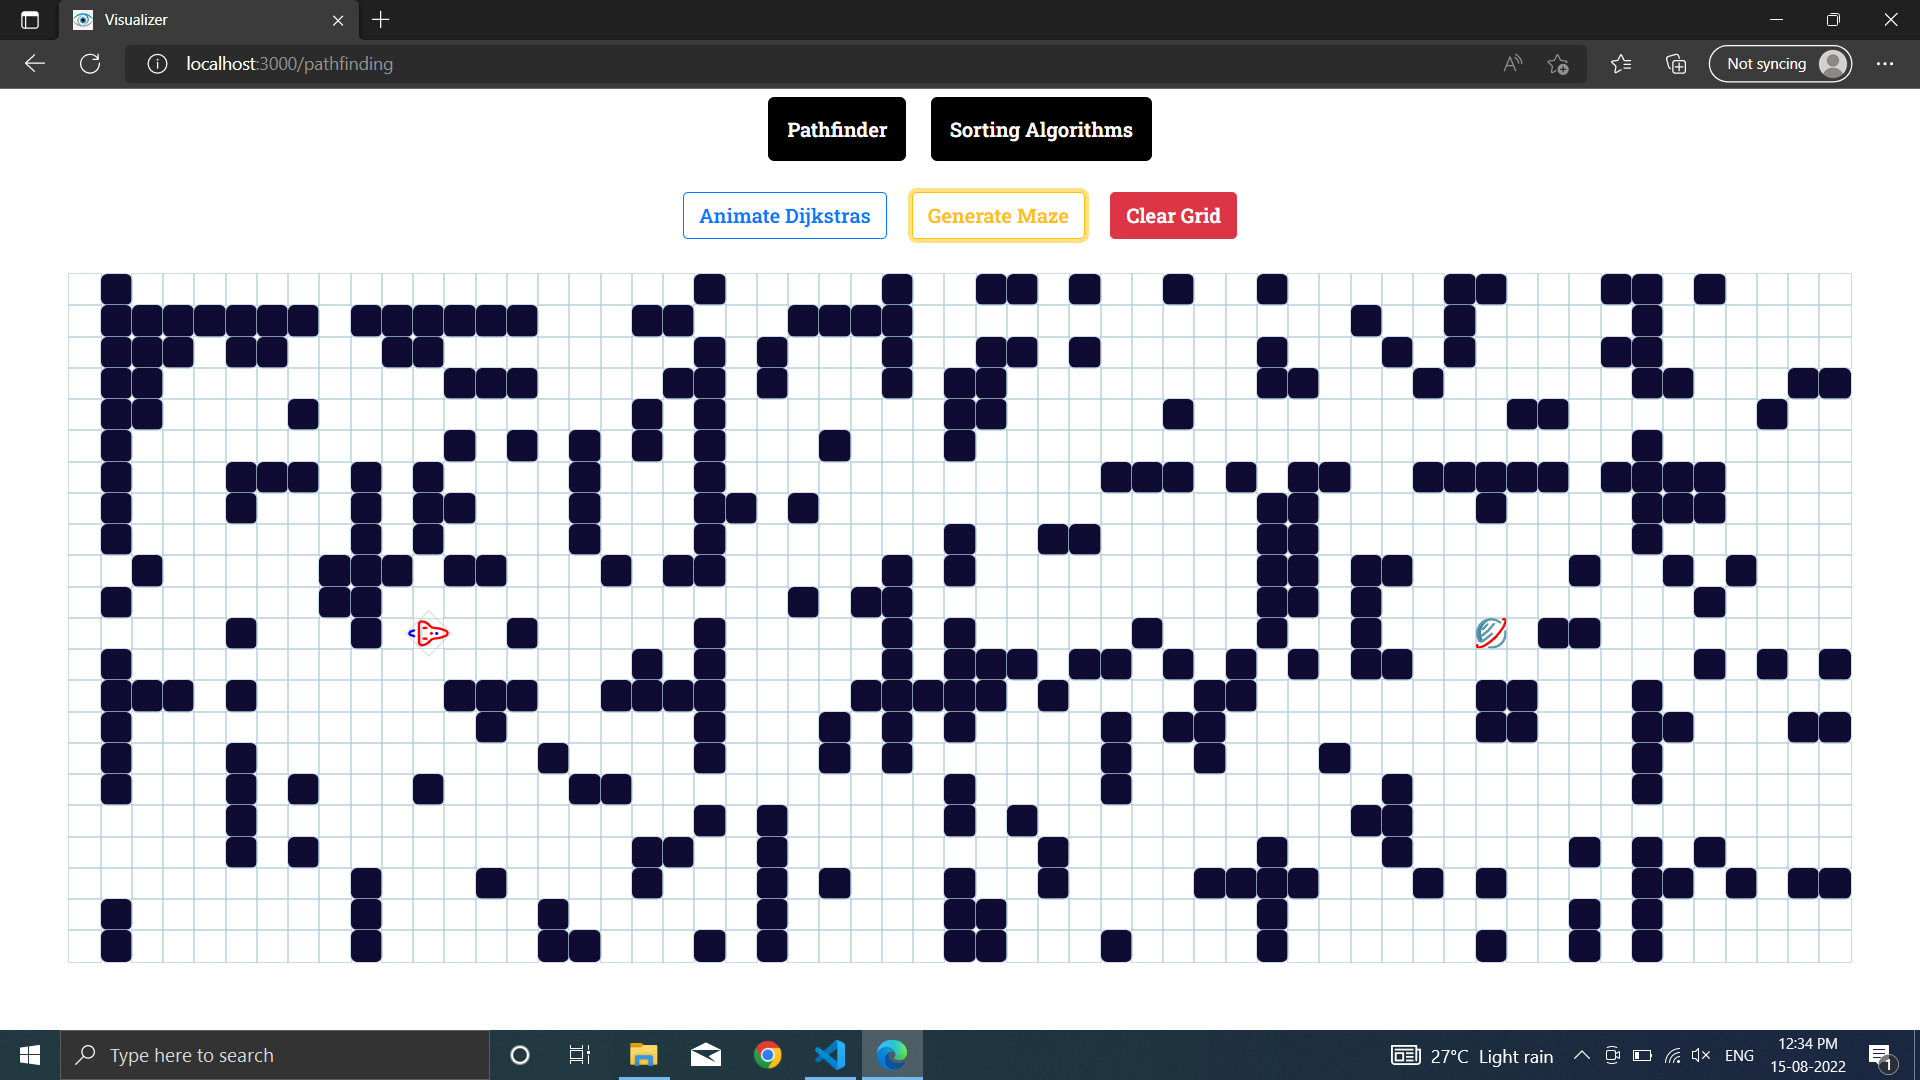 Visualizer
localhost:3000/pathfinding
Not syncing
Pathfinder
Sorting Algorithms
Animate Dijkstras
Generate Maze
Clear Grid
Type here to search
27°C Light rain
ENG
12:34 PM
15-08-2022
1